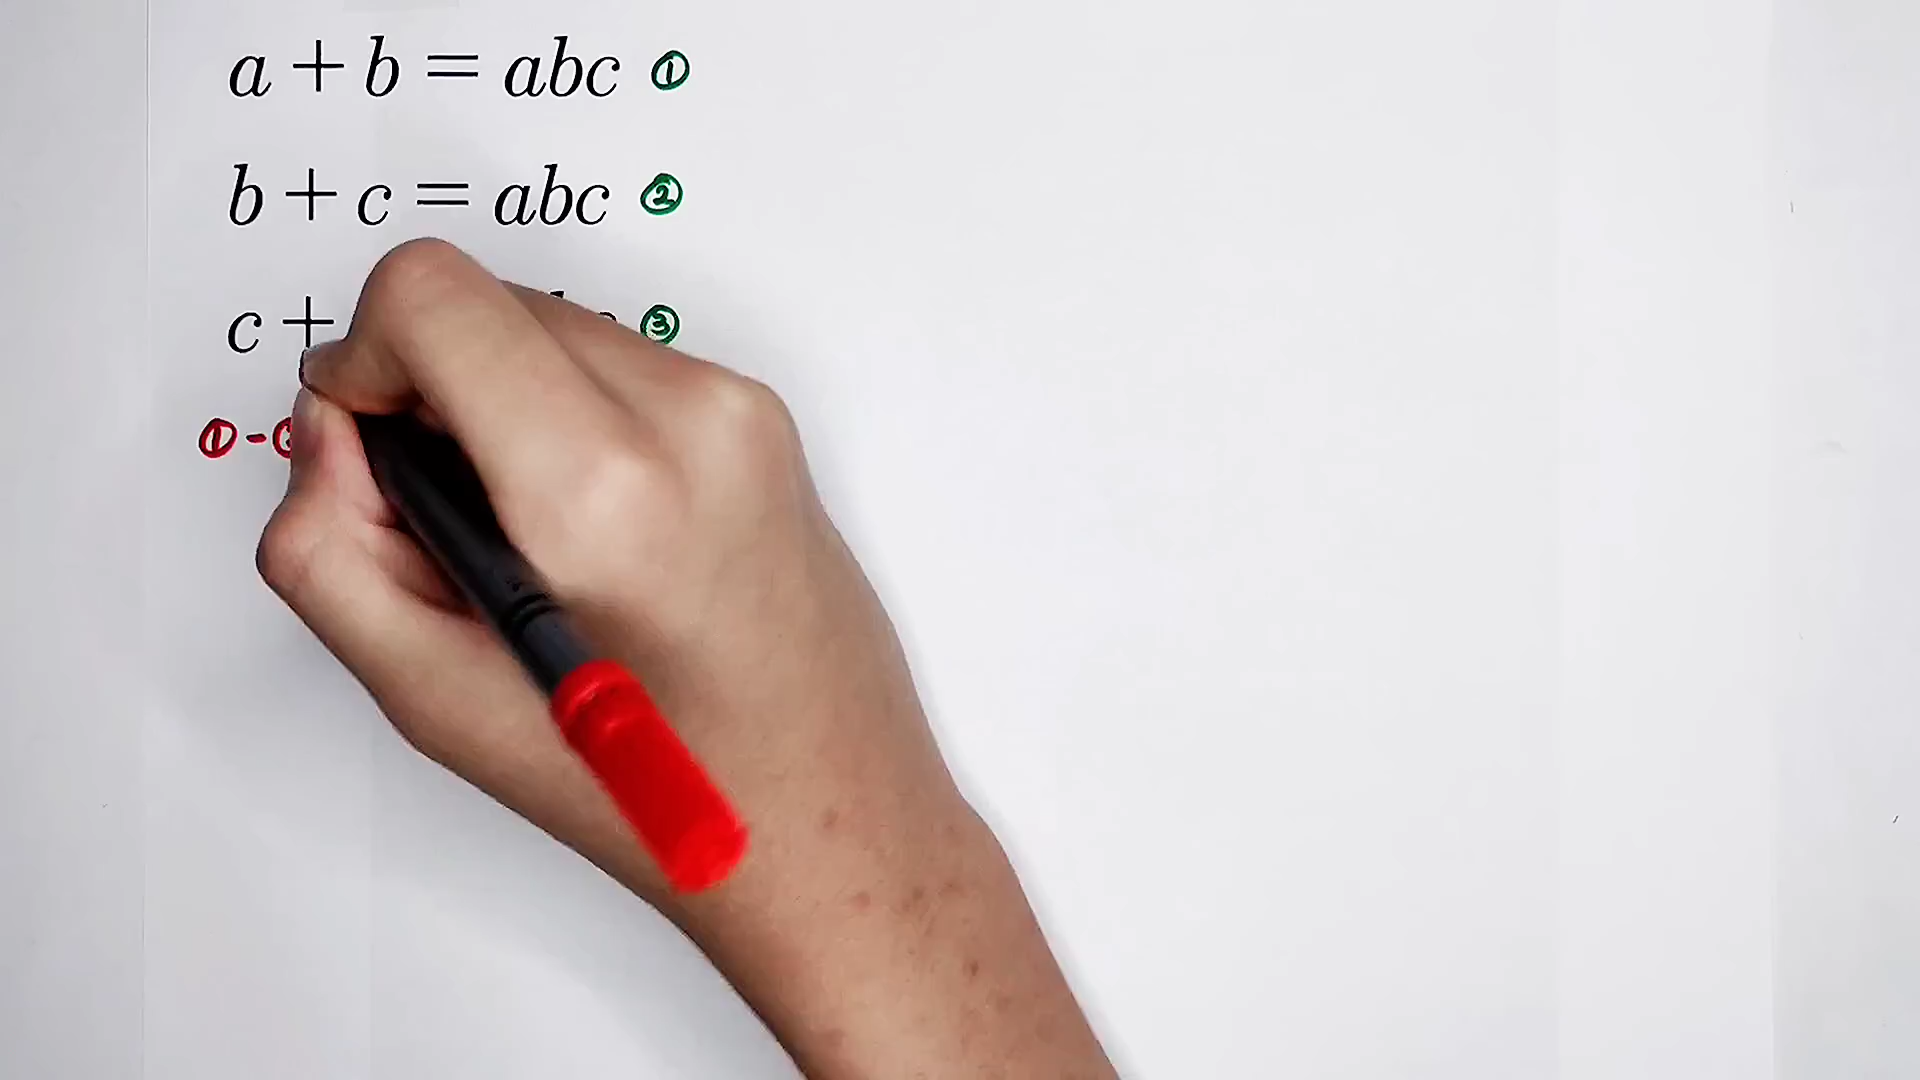 a + b = abc ①
b + c = abc ②
c + ③
① -